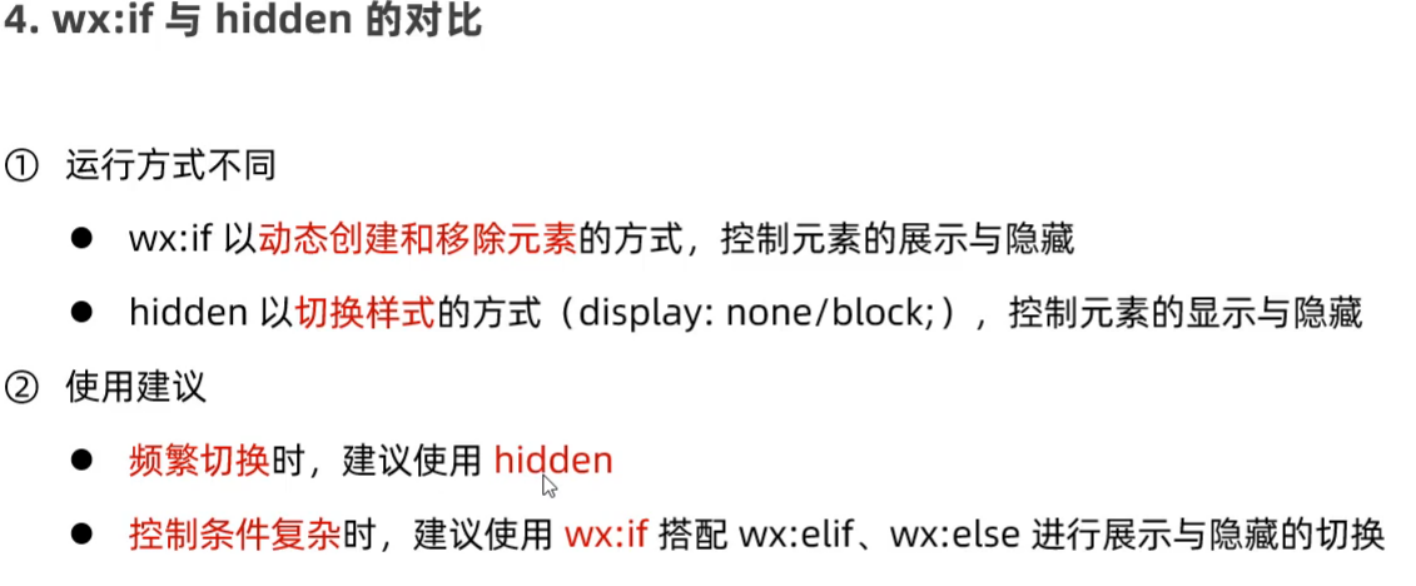 4. wx:if 与 hidden 的对比
① 运行方式不同
● wx:if 以动态创建和移除元素的方式，控制元素的展示与隐藏
● hidden 以切换样式的方式（display: none/block;），控制元素的显示与隐藏
② 使用建议
● 频繁切换时，建议使用 hidden
● 控制条件复杂时，建议使用 wx:if 搭配 wx:elif、wx:else 进行展示与隐藏的切换